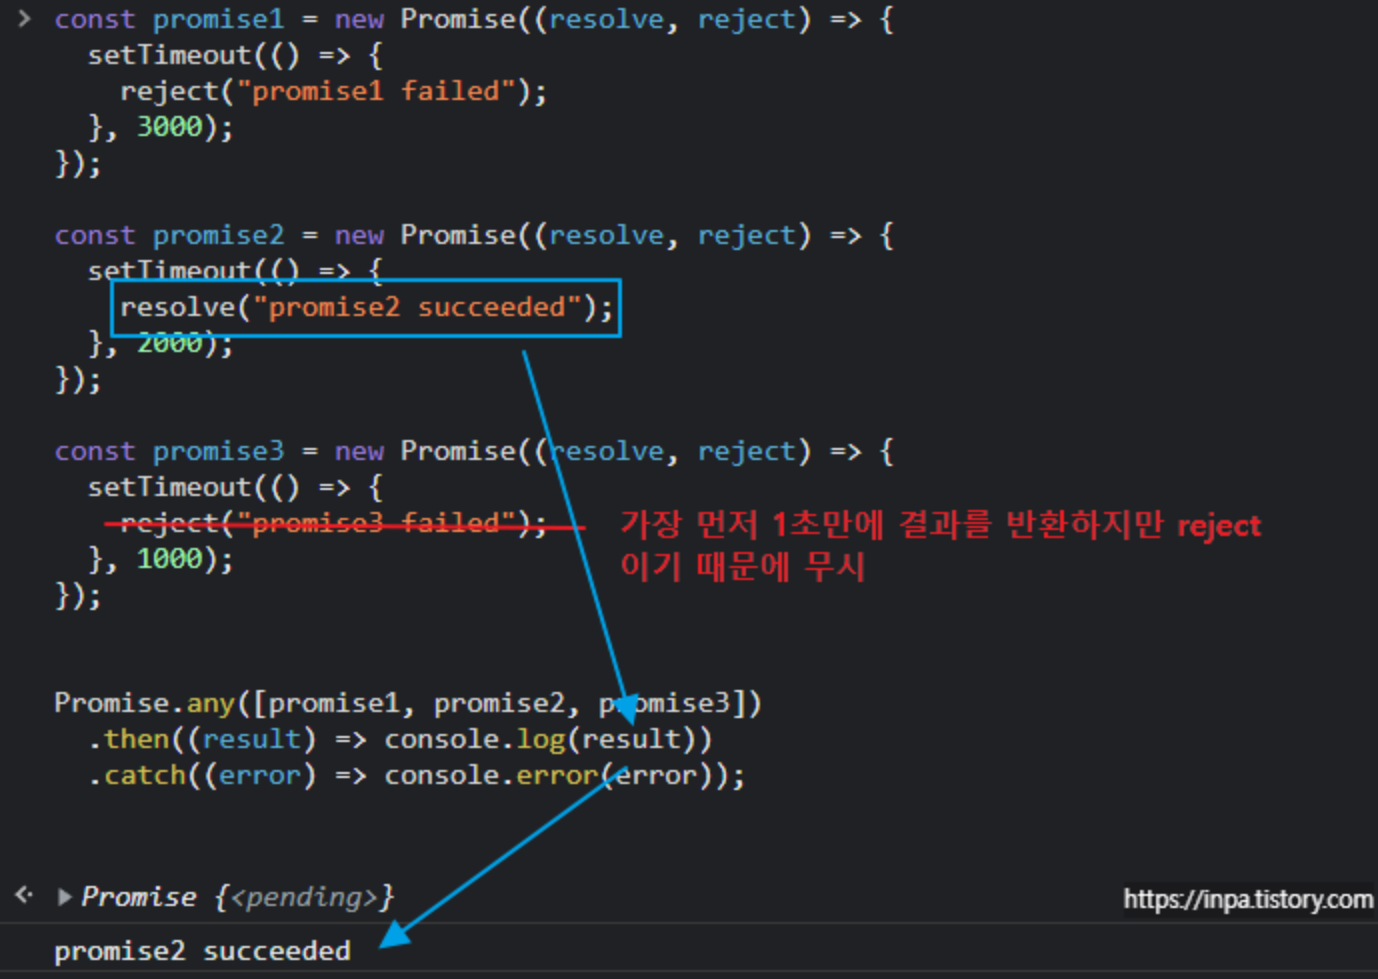 > const promise1 = new Promise((resolve, reject) => {
setTimeout(() => {
reject("promise1 failed");
}, 3000);
});
const promise2 = new Promise((resolve, reject) => {
setTimeout(() => {
resolve("promise2 succeeded");
}, 2000);
});
const promise3 = new Promise((resolve, reject) => {
setTimeout(() => {
reject("promise3 failed");
가장 먼저 1초만에 결과를 반환하지만 reject
이기 때문에 무시
}, 1000);
});
Promise.any([promise1, promise2, promise3])
.then((result) => console.log(result))
.catch((error) => console.error(error));
Promise {<pending>}
https://inpa.tistory.com
promise2 succeeded